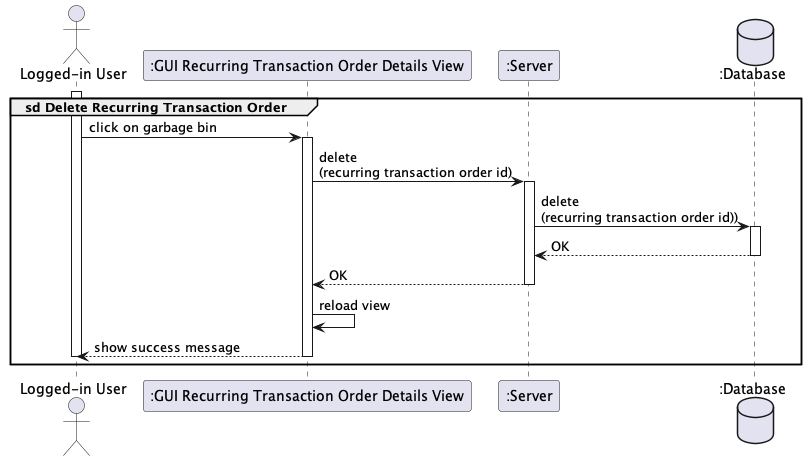 Logged-in User
:GUI Recurring Transaction Order Details View
:Server
:Database
sd Delete Recurring Transaction Order
click on garbage bin
delete
(recurring transaction order id)
delete
(recurring transaction order id))
OK
OK
reload view
show success message
Logged-in User
:GUI Recurring Transaction Order Details View
:Server
:Database